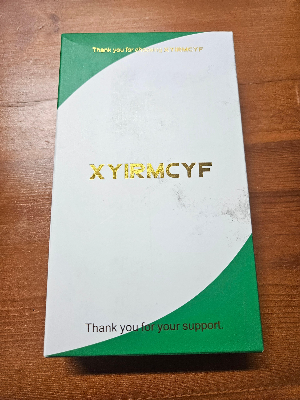 Thank you for choosing XYIRMCYF
XYIRMCYF
Thank you for your support.